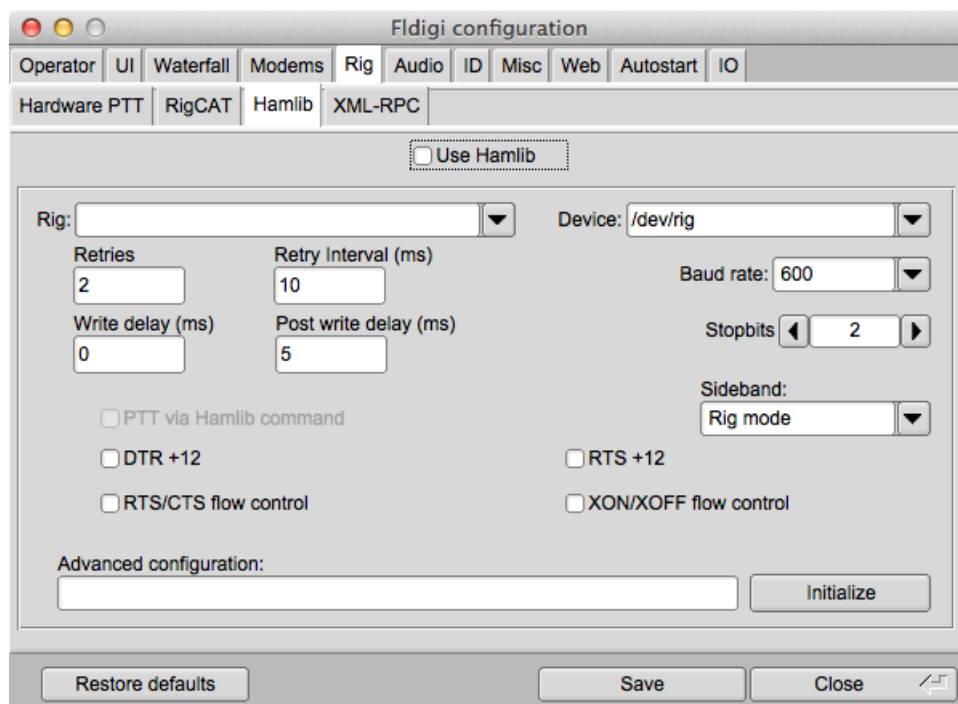 Fldigi configuration
Operator UI Waterfall Modems Rig Audio ID Misc Web Autostart IO
Hardware PTT RigCAT Hamlib XML-RPC
Use Hamlib
Rig: Device: /dev/rig
Retries Retry Interval (ms)
2 10 Baud rate: 600
Write delay (ms) Post write delay (ms)
0 5 Stopbits 2
Sideband:
PTT via Hamlib command Rig mode
DTR +12 RTS +12
RTS/CTS flow control XON/XOFF flow control
Advanced configuration:
Initialize
Restore defaults Save Close